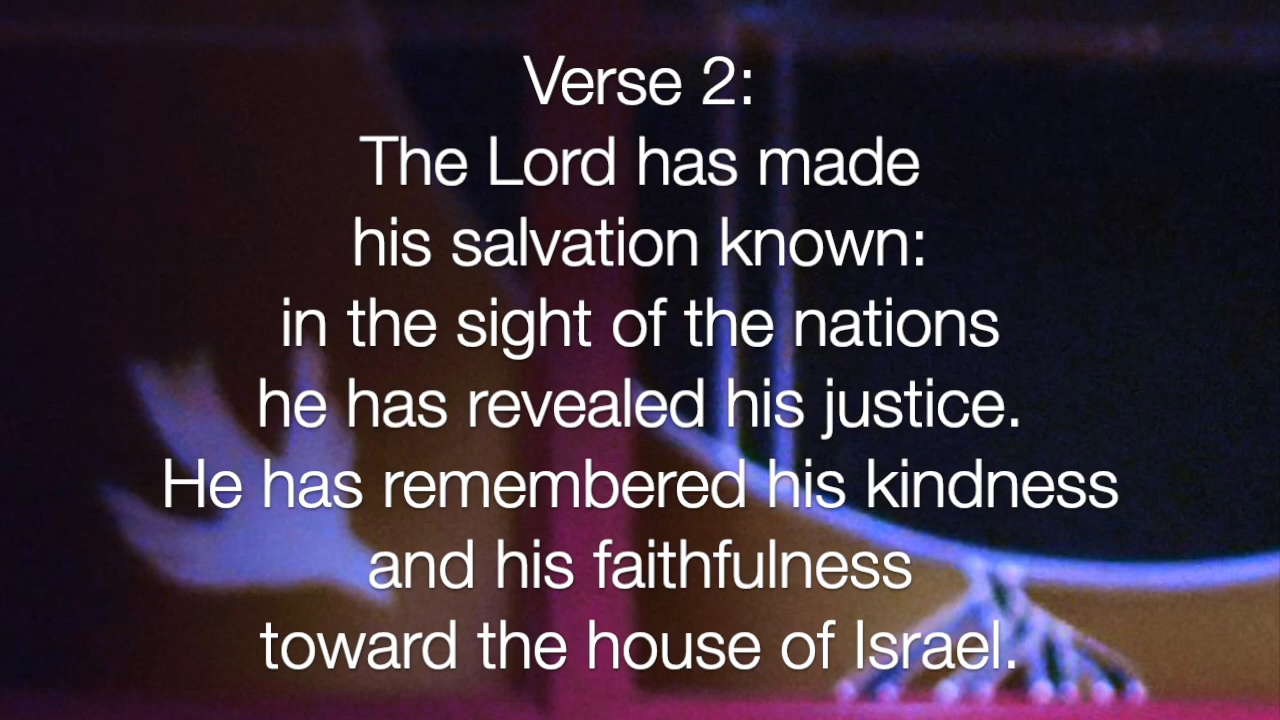 Verse 2:
The Lord has made
his salvation known:
in the sight of the nations
he has revealed his justice.
He has remembered his kindness
and his faithfulness
toward the house of Israel.